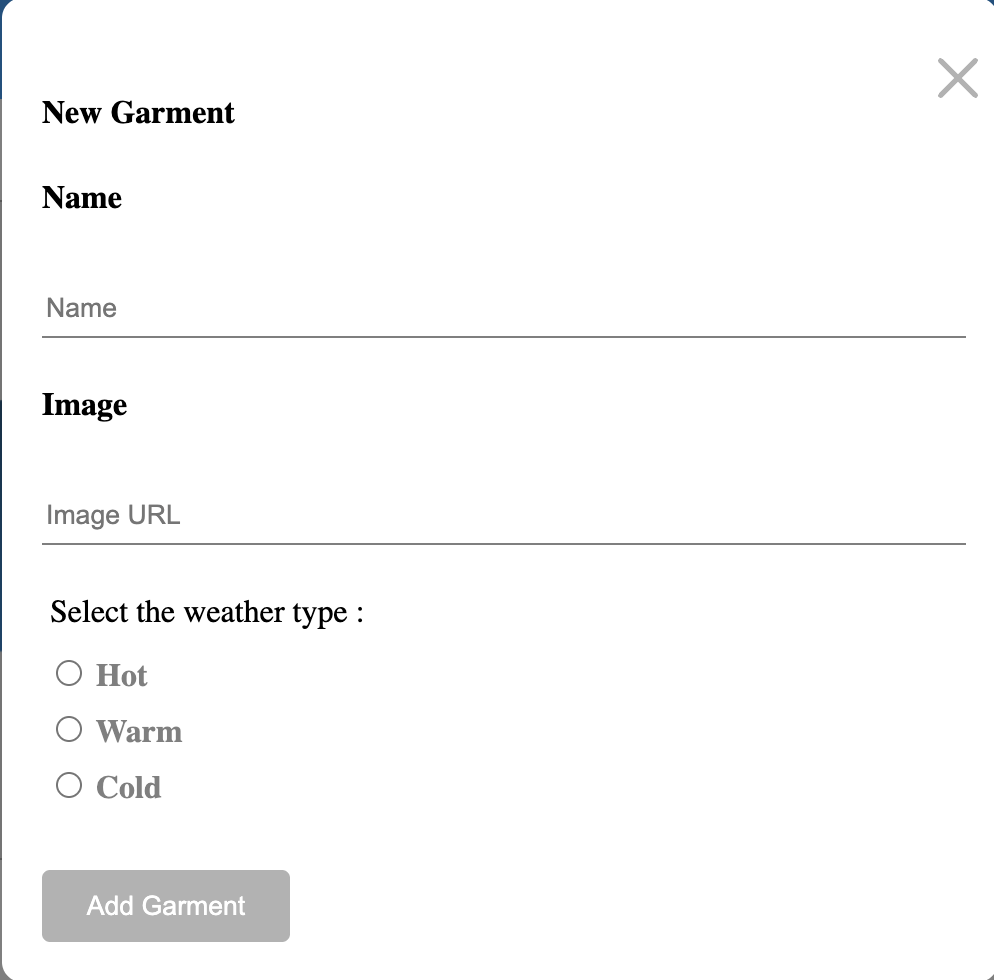 New Garment
Name
Name
Image
Image URL
Select the weather type :
Hot
Warm
Cold
Add Garment